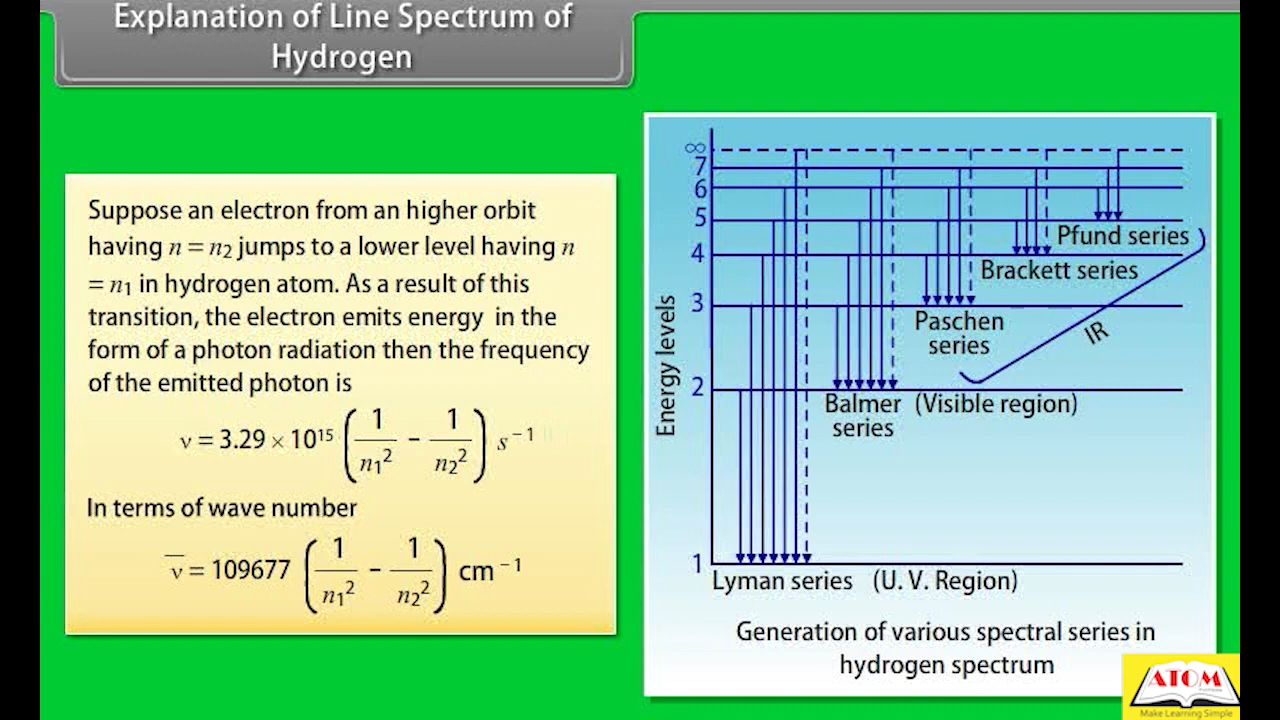 Explanation of Line Spectrum of
Hydrogen
Suppose an electron from an higher orbit
having n = n₂ jumps to a lower level having n
= n₁ in hydrogen atom. As a result of this
transition, the electron emits energy in the
form of a photon radiation then the frequency
of the emitted photon is
ν = 3.29 × 10¹⁵ (1/n₁² − 1/n₂²) s⁻¹
In terms of wave number
ν̅ = 109677 (1/n₁² − 1/n₂²) cm⁻¹
Energy levels
∞
7
6
5
Pfund series
4
Brackett series
3
Paschen
series
IR
2
Balmer (Visible region)
series
1
Lyman series (U. V. Region)
Generation of various spectral series in
hydrogen spectrum
ATOM
Make Learning Simple